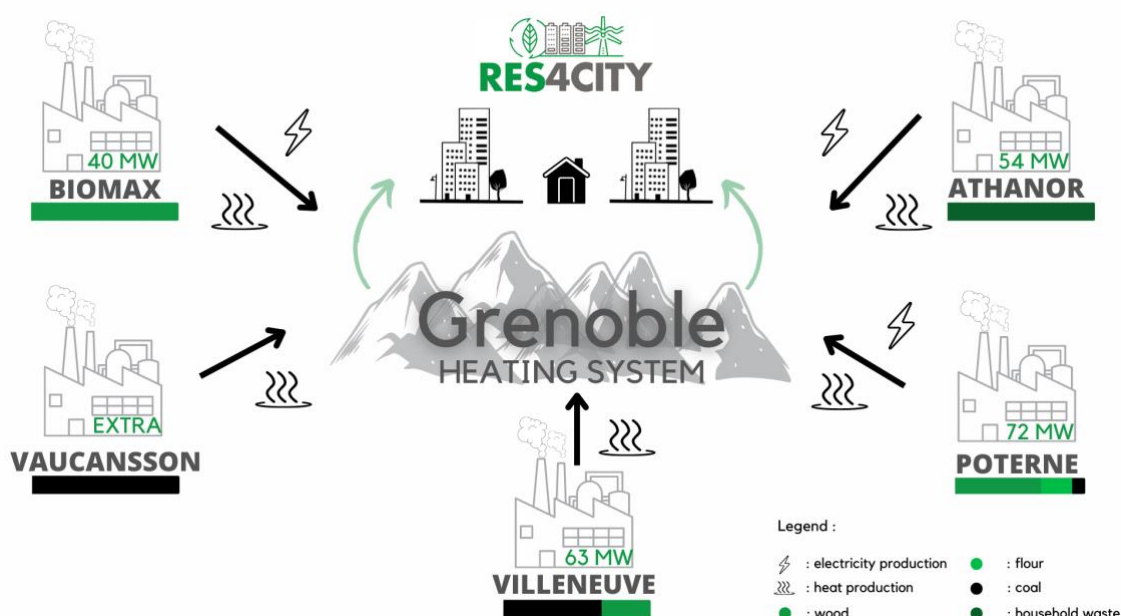 RES4CITY
40 MW
BIOMAX
54 MW
ATHANOR
Grenoble
HEATING SYSTEM
EXTRA
VAUCANSSON
72 MW
POTERNE
63 MW
VILLENEUVE
Legend :
: electricity production
: flour
: heat production
: coal
: wood
: household waste